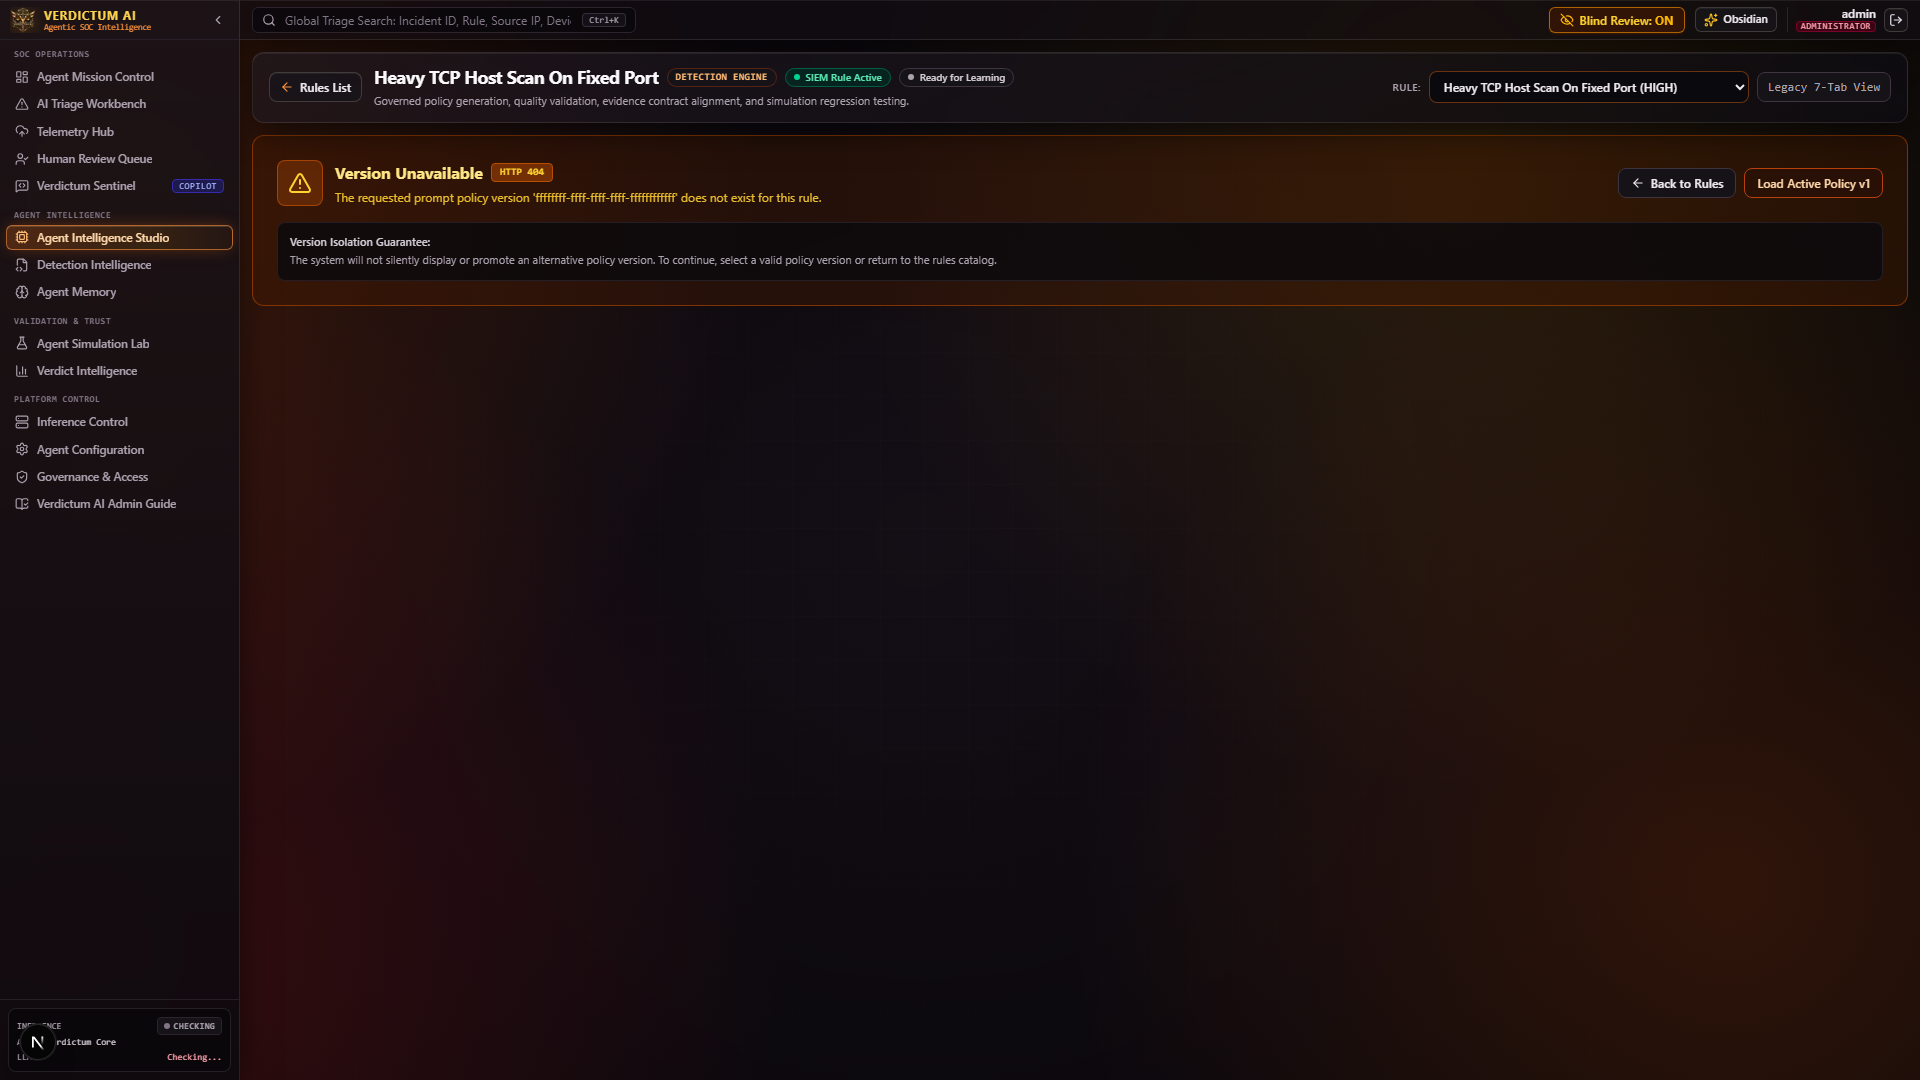 VERDICTUM AI
Agentic SOC Intelligence
Global Triage Search: Incident ID, Rule, Source IP, Devi
Ctrl+K
Blind Review: ON
Obsidian
admin
ADMINISTRATOR
SOC OPERATIONS
Agent Mission Control
AI Triage Workbench
Telemetry Hub
Human Review Queue
Verdictum Sentinel COPILOT
AGENT INTELLIGENCE
Agent Intelligence Studio
Detection Intelligence
Agent Memory
VALIDATION & TRUST
Agent Simulation Lab
Verdict Intelligence
PLATFORM CONTROL
Inference Control
Agent Configuration
Governance & Access
Verdictum AI Admin Guide
CHECKING
rdictum Core
Checking...
N
Rules List
Heavy TCP Host Scan On Fixed Port DETECTION ENGINE SIEM Rule Active Ready for Learning
Governed policy generation, quality validation, evidence contract alignment, and simulation regression testing.
RULE: Heavy TCP Host Scan On Fixed Port (HIGH) Legacy 7-Tab View
Version Unavailable HTTP 404
The requested prompt policy version 'ffffffff-ffff-ffff-ffff-ffffffffffff' does not exist for this rule.
Back to Rules
Load Active Policy v1
Version Isolation Guarantee:
The system will not silently display or promote an alternative policy version. To continue, select a valid policy version or return to the rules catalog.